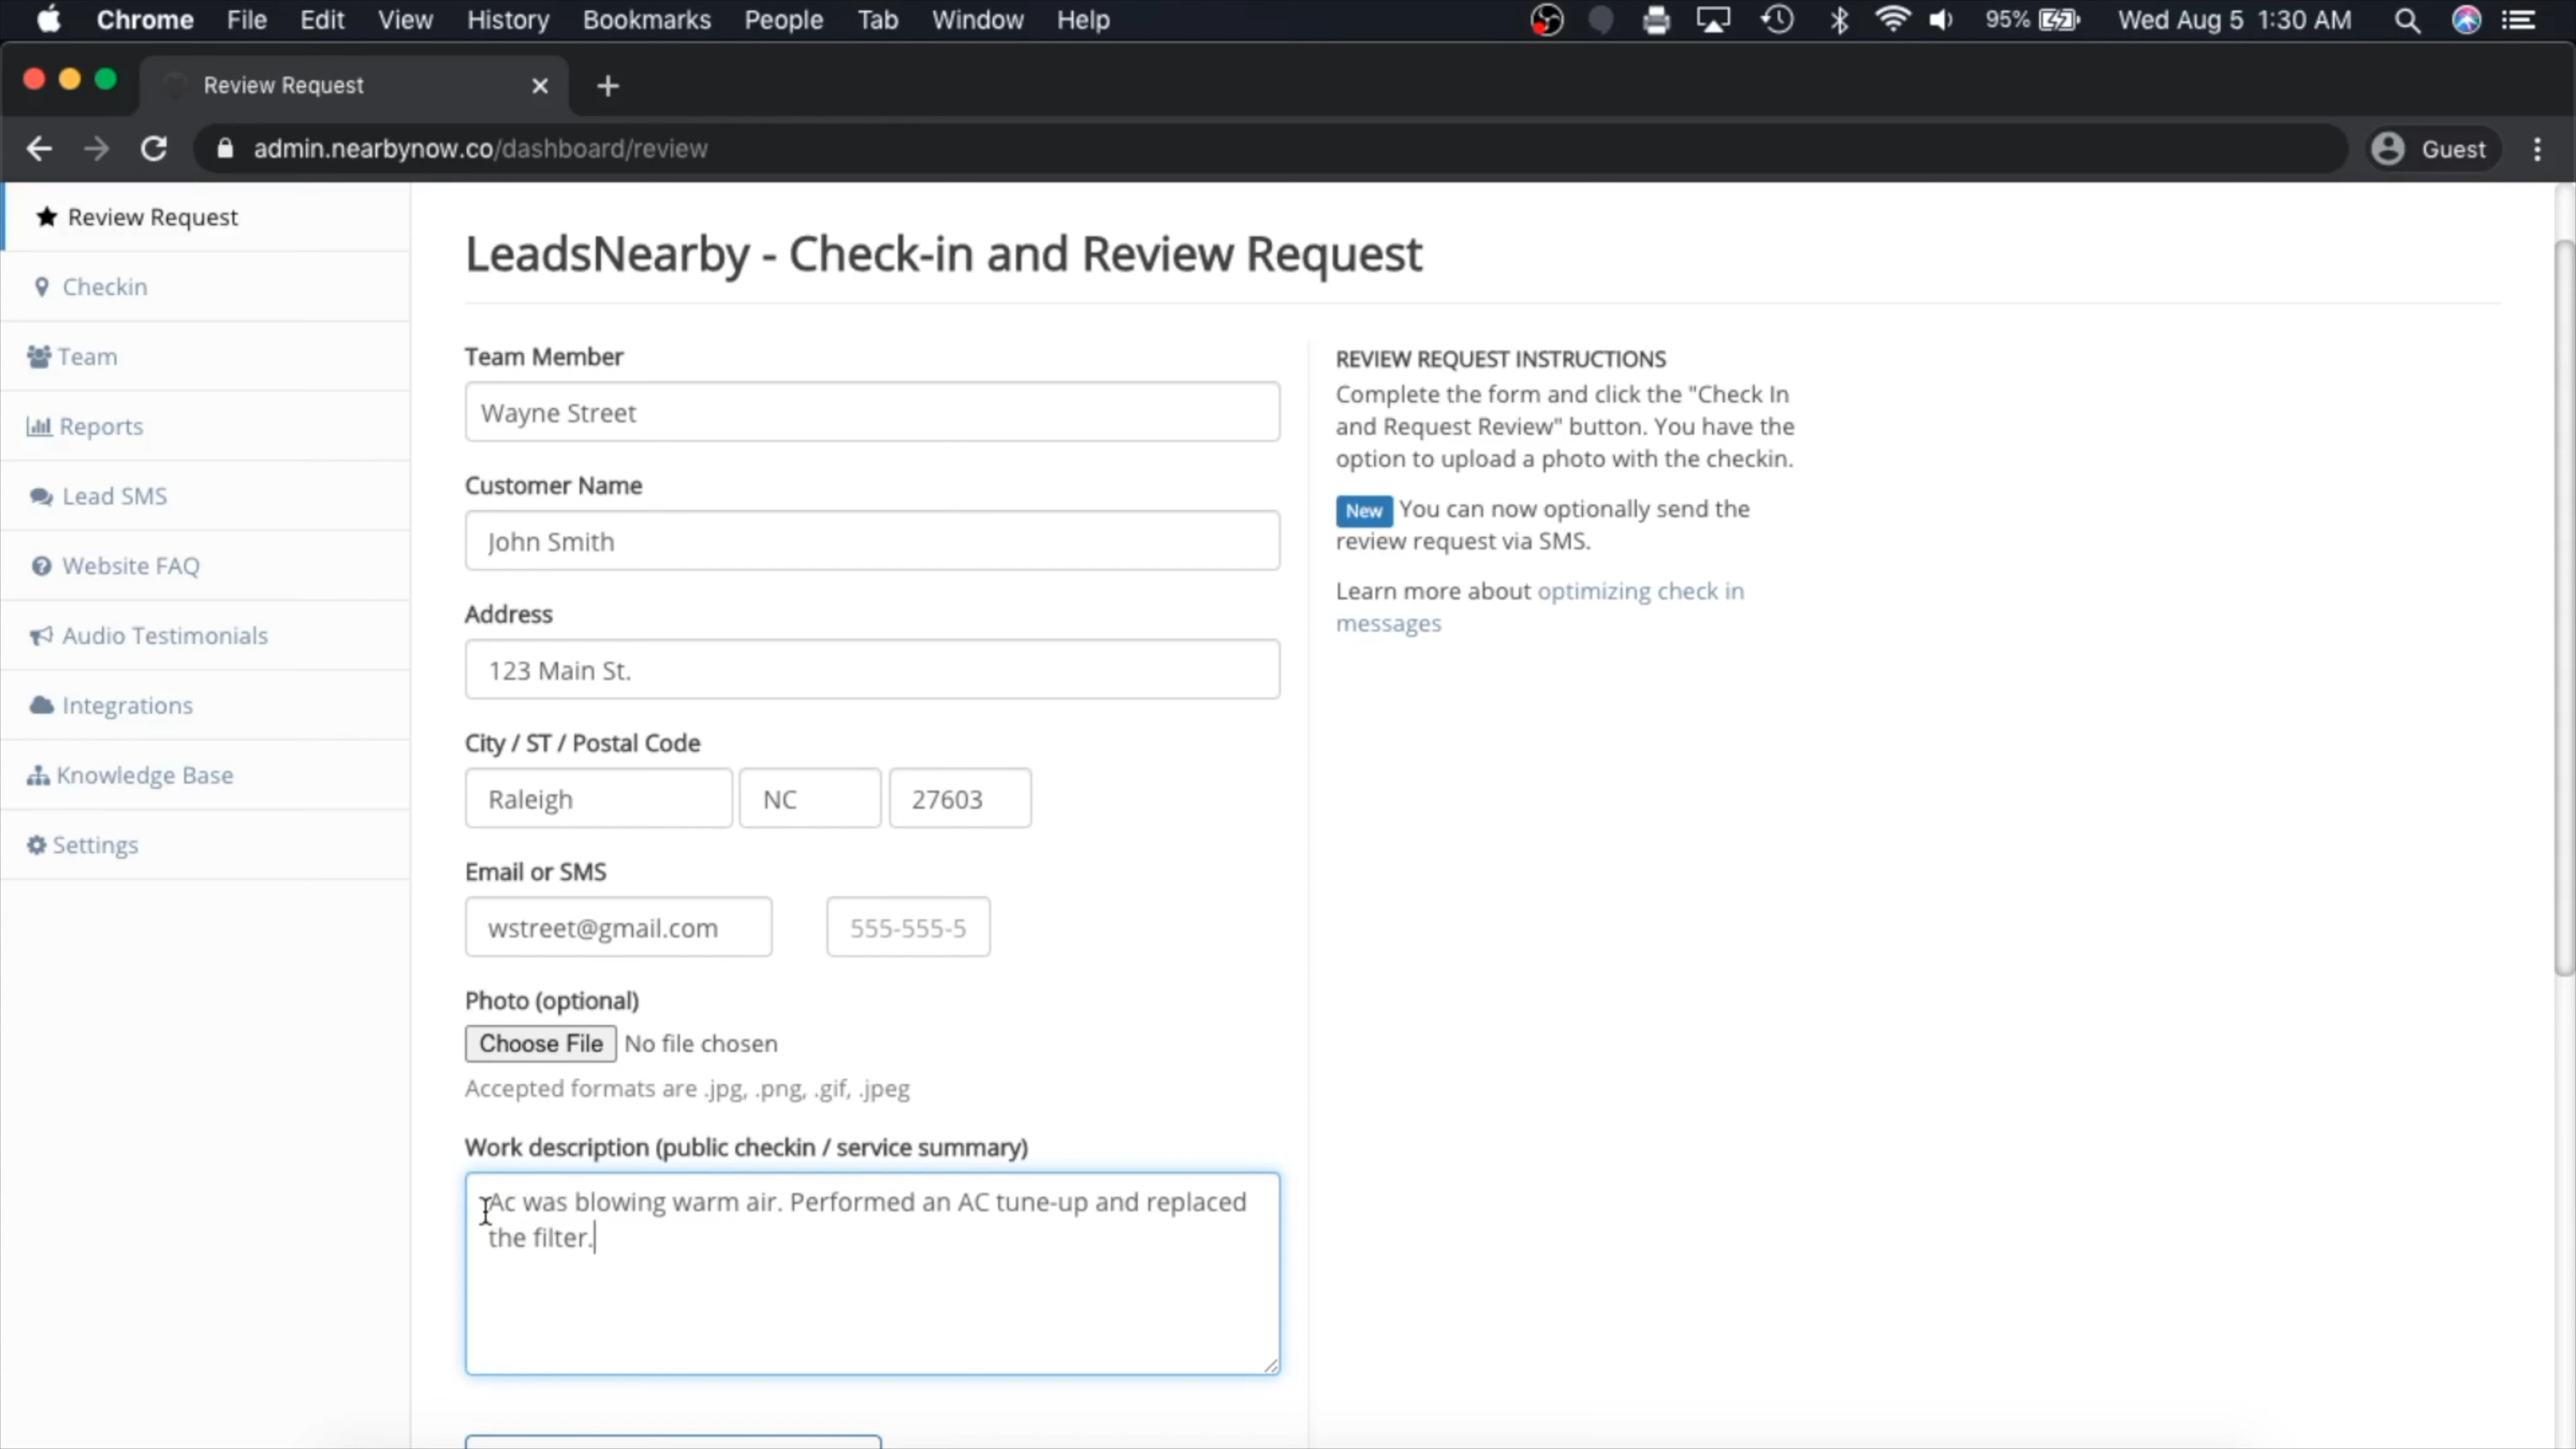 Chrome File Edit View History Bookmarks People Tab Window Help 95% Wed Aug 5 1:30 AM
Review Request
admin.nearbynow.co/dashboard/review Guest
Review Request
Checkin
Team
Reports
Lead SMS
Website FAQ
Audio Testimonials
Integrations
Knowledge Base
Settings
LeadsNearby - Check-in and Review Request
Team Member
Wayne Street
Customer Name
John Smith
Address
123 Main St.
City / ST / Postal Code
Raleigh NC 27603
Email or SMS
wstreet@gmail.com 555-555-5
Photo (optional)
Choose File No file chosen
Accepted formats are .jpg, .png, .gif, .jpeg
Work description (public checkin / service summary)
Ac was blowing warm air. Performed an AC tune-up and replaced
the filter.
REVIEW REQUEST INSTRUCTIONS
Complete the form and click the "Check In
and Request Review" button. You have the
option to upload a photo with the checkin.
New You can now optionally send the
review request via SMS.
Learn more about optimizing check in
messages